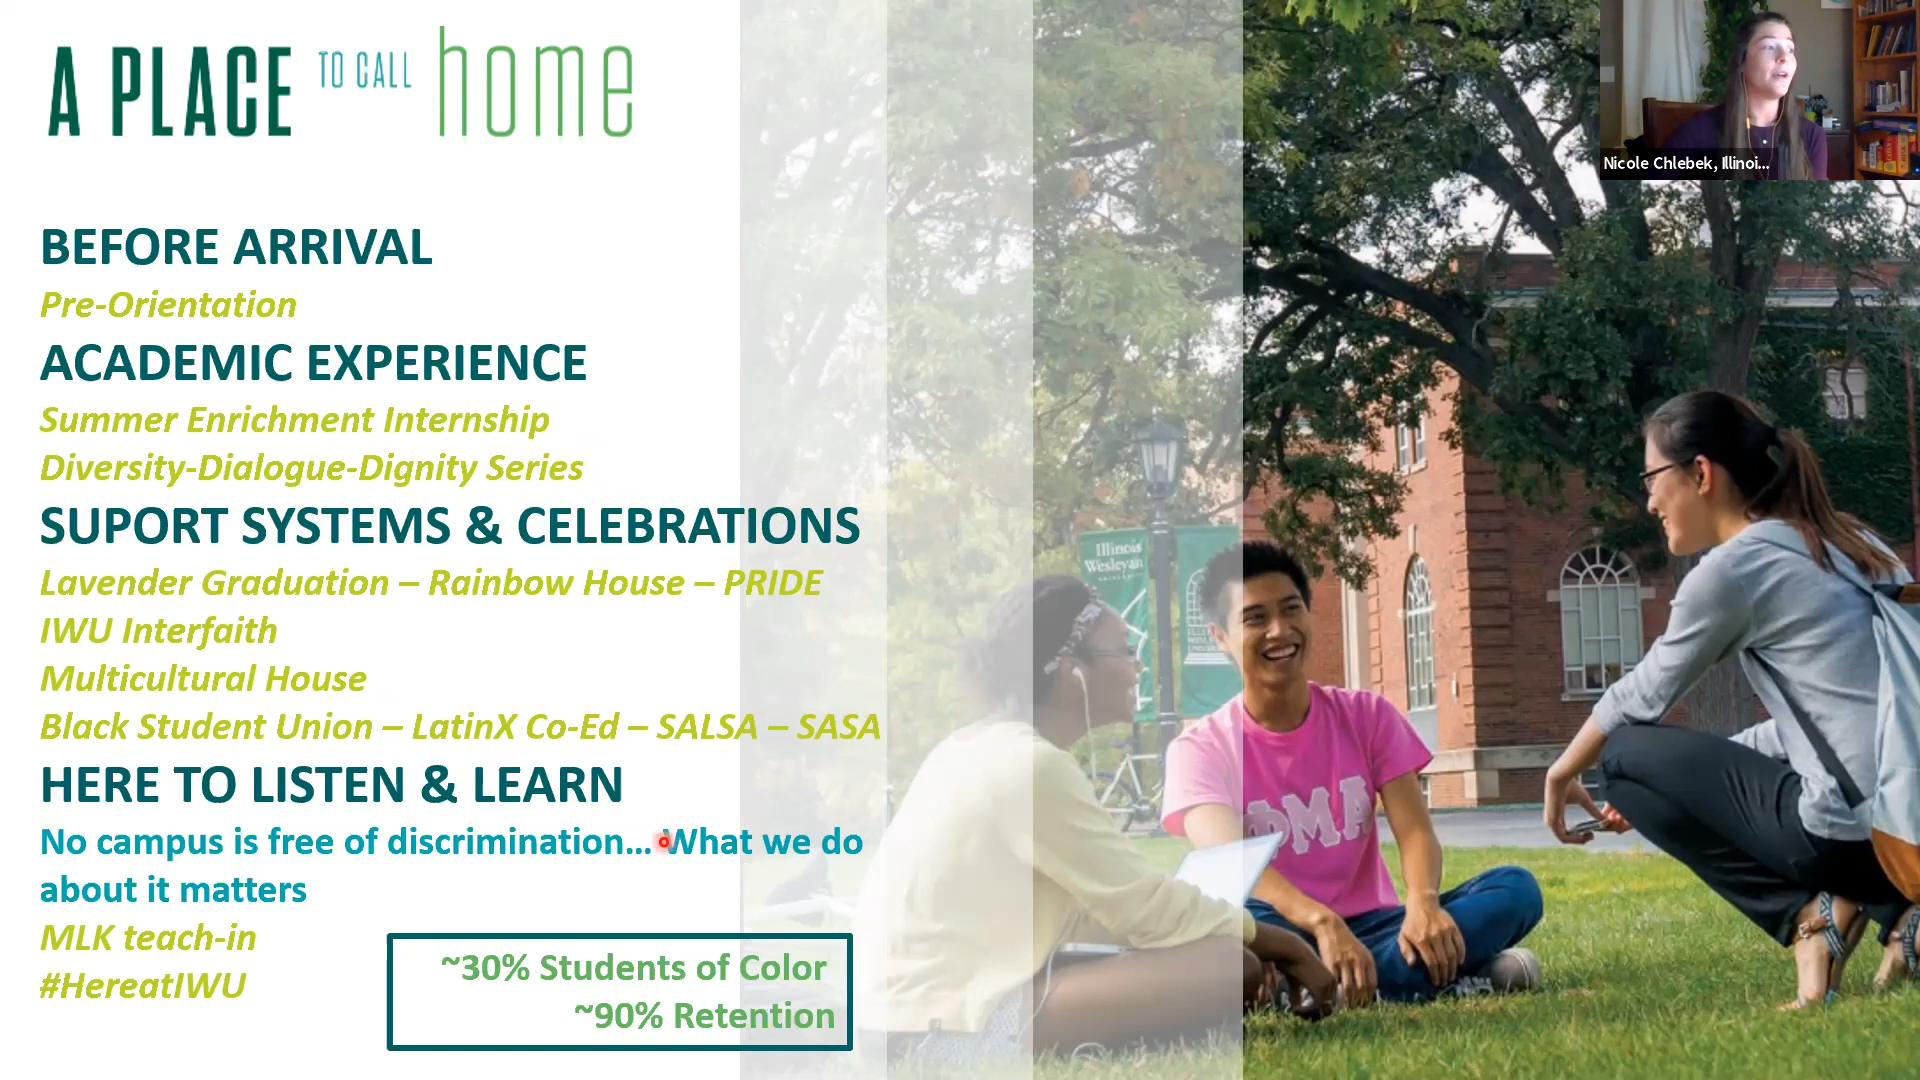 A PLACE TO CALL home
Nicole Chlebek, Illinoi...
BEFORE ARRIVAL
Pre-Orientation
ACADEMIC EXPERIENCE
Summer Enrichment Internship
Diversity-Dialogue-Dignity Series
SUPORT SYSTEMS & CELEBRATIONS
Lavender Graduation – Rainbow House – PRIDE
IWU Interfaith
Multicultural House
Black Student Union – LatinX Co-Ed – SALSA – SASA
HERE TO LISTEN & LEARN
No campus is free of discrimination... What we do
about it matters
MLK teach-in
#HereatIWU
~30% Students of Color
~90% Retention
Illinois
Wesleyan
ΦMA